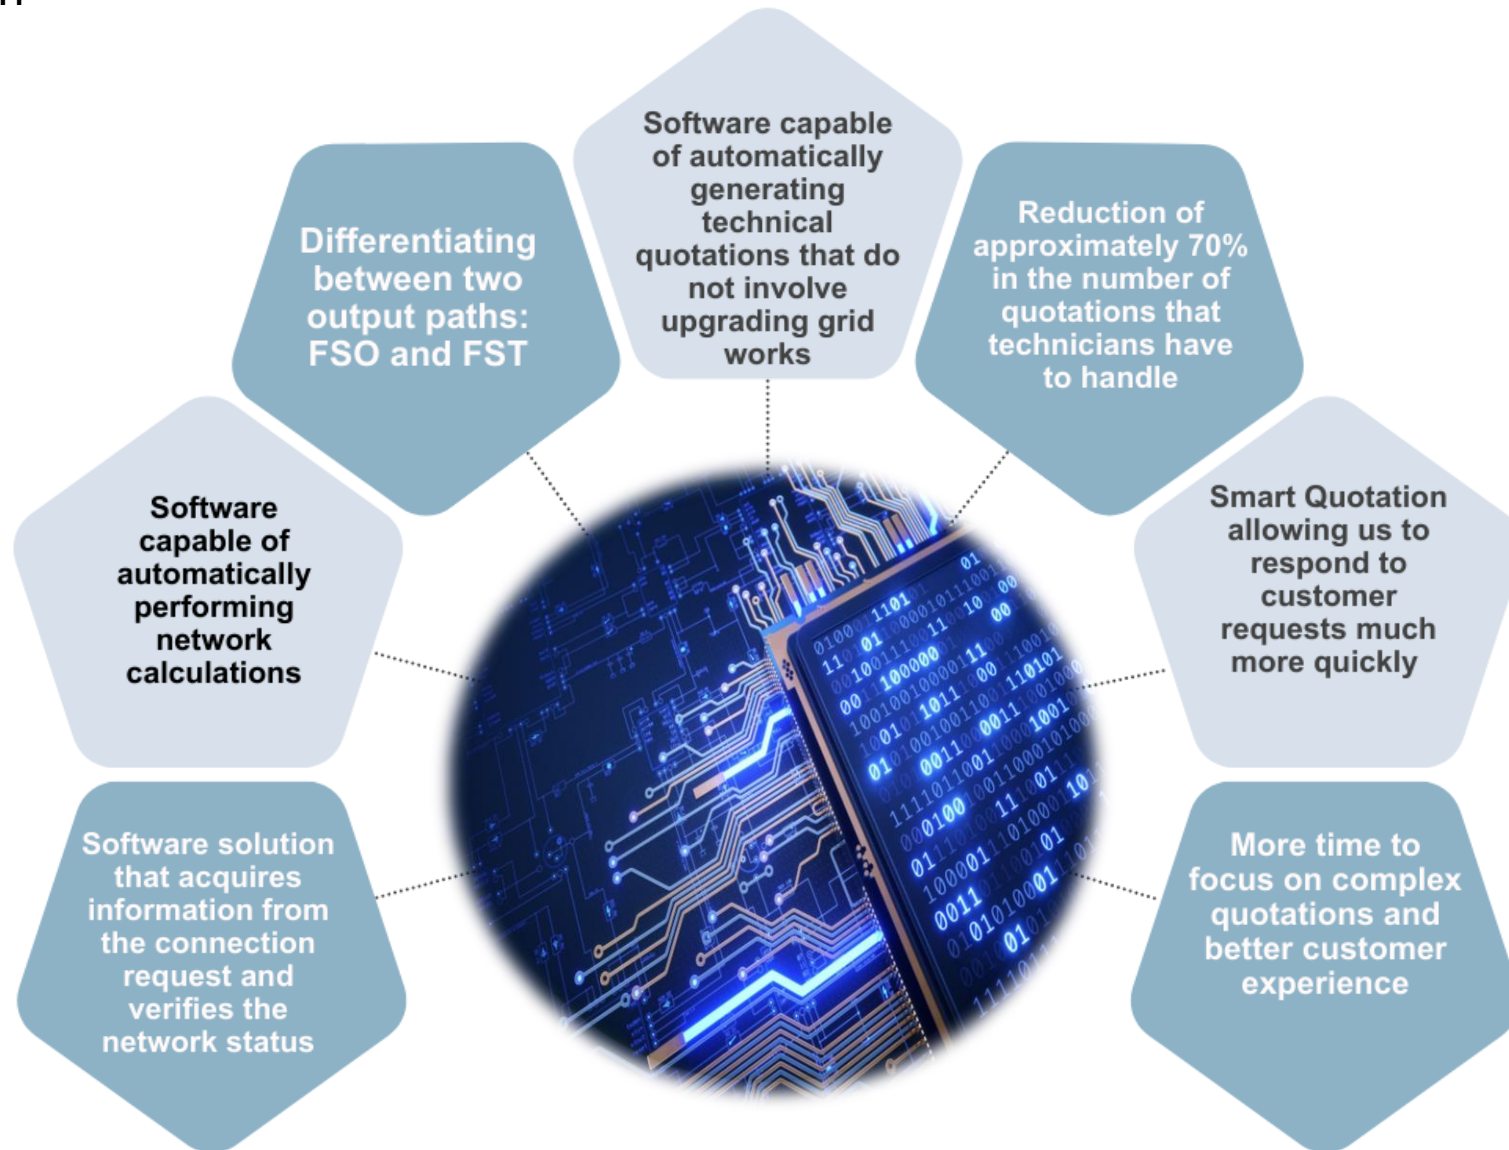 Software solution
that acquires
information from
the connection
request and
verifies the
network status
Software
capable of
automatically
performing
network
calculations
Differentiating
between two
output paths:
FSO and FST
Software capable
of automatically
generating
technical
quotations that do
not involve
upgrading grid
works
Reduction of
approximately 70%
in the number of
quotations that
technicians have
to handle
Smart Quotation
allowing us to
respond to
customer
requests much
more quickly
More time to
focus on complex
quotations and
better customer
experience